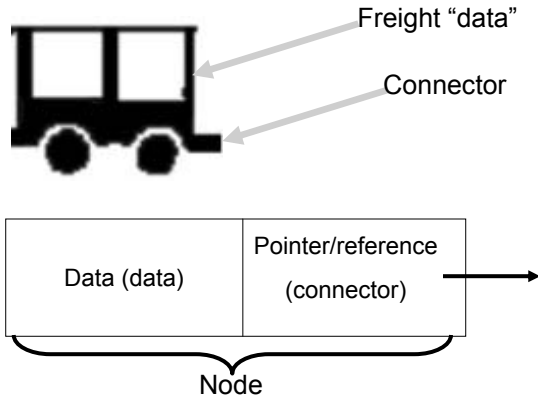 Freight “data”
Connector
Data (data)
Pointer/reference
(connector)
Node